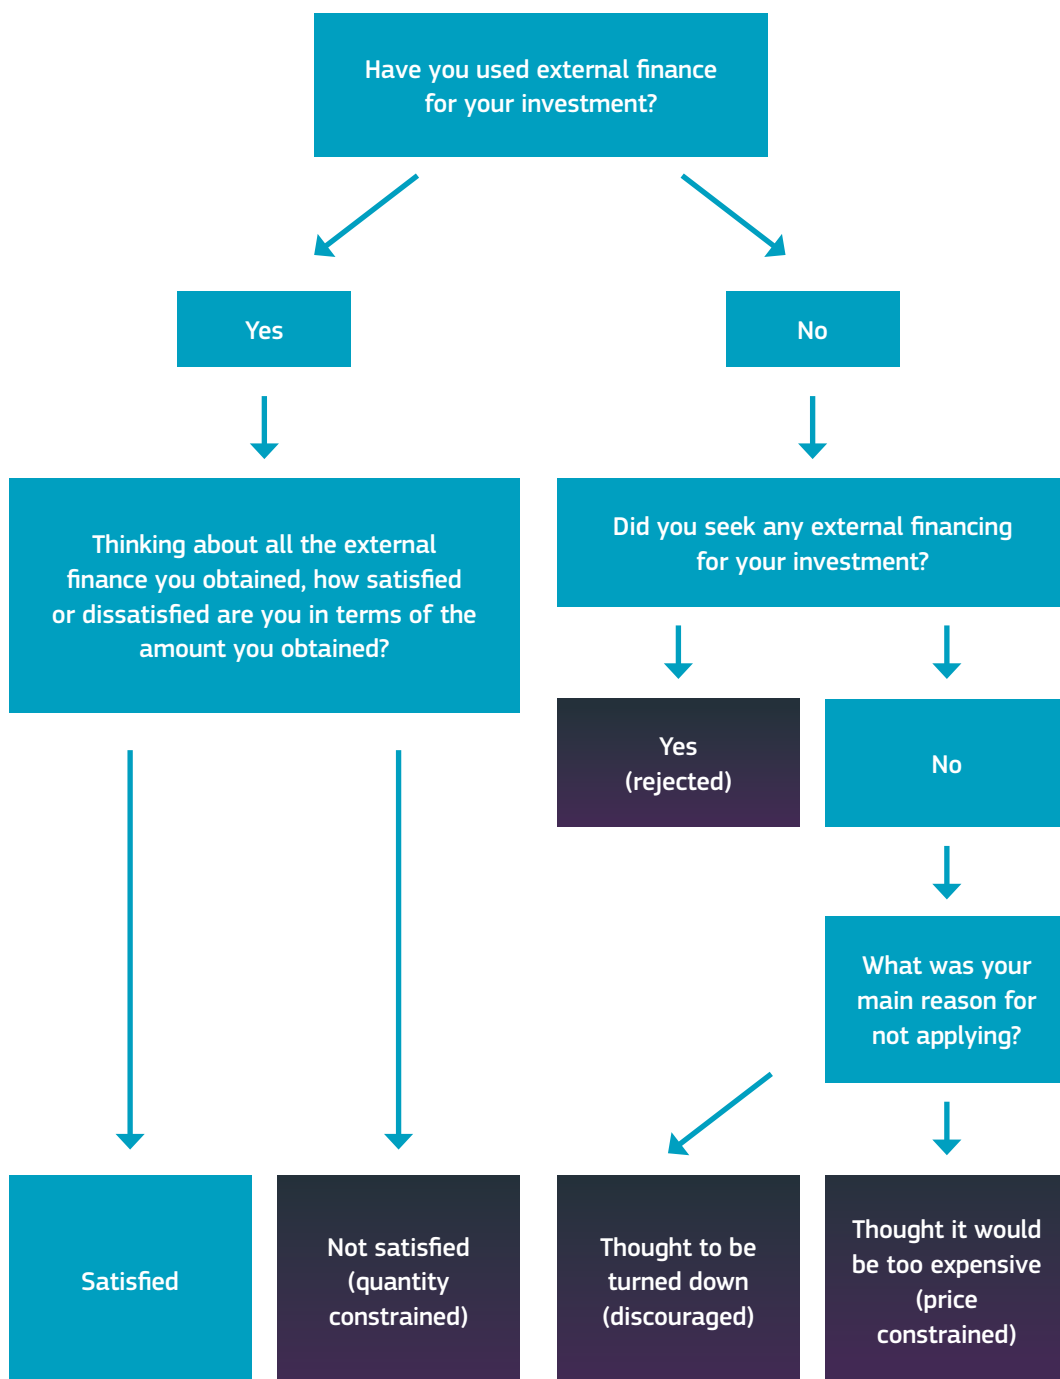 Have you used external finance
for your investment?
Yes
No
Thinking about all the external
finance you obtained, how satisfied
or dissatisfied are you in terms of the
amount you obtained?
Did you seek any external financing
for your investment?
Yes
(rejected)
No
What was your
main reason for
not applying?
Satisfied
Not satisfied
(quantity
constrained)
Thought to be
turned down
(discouraged)
Thought it would
be too expensive
(price
constrained)